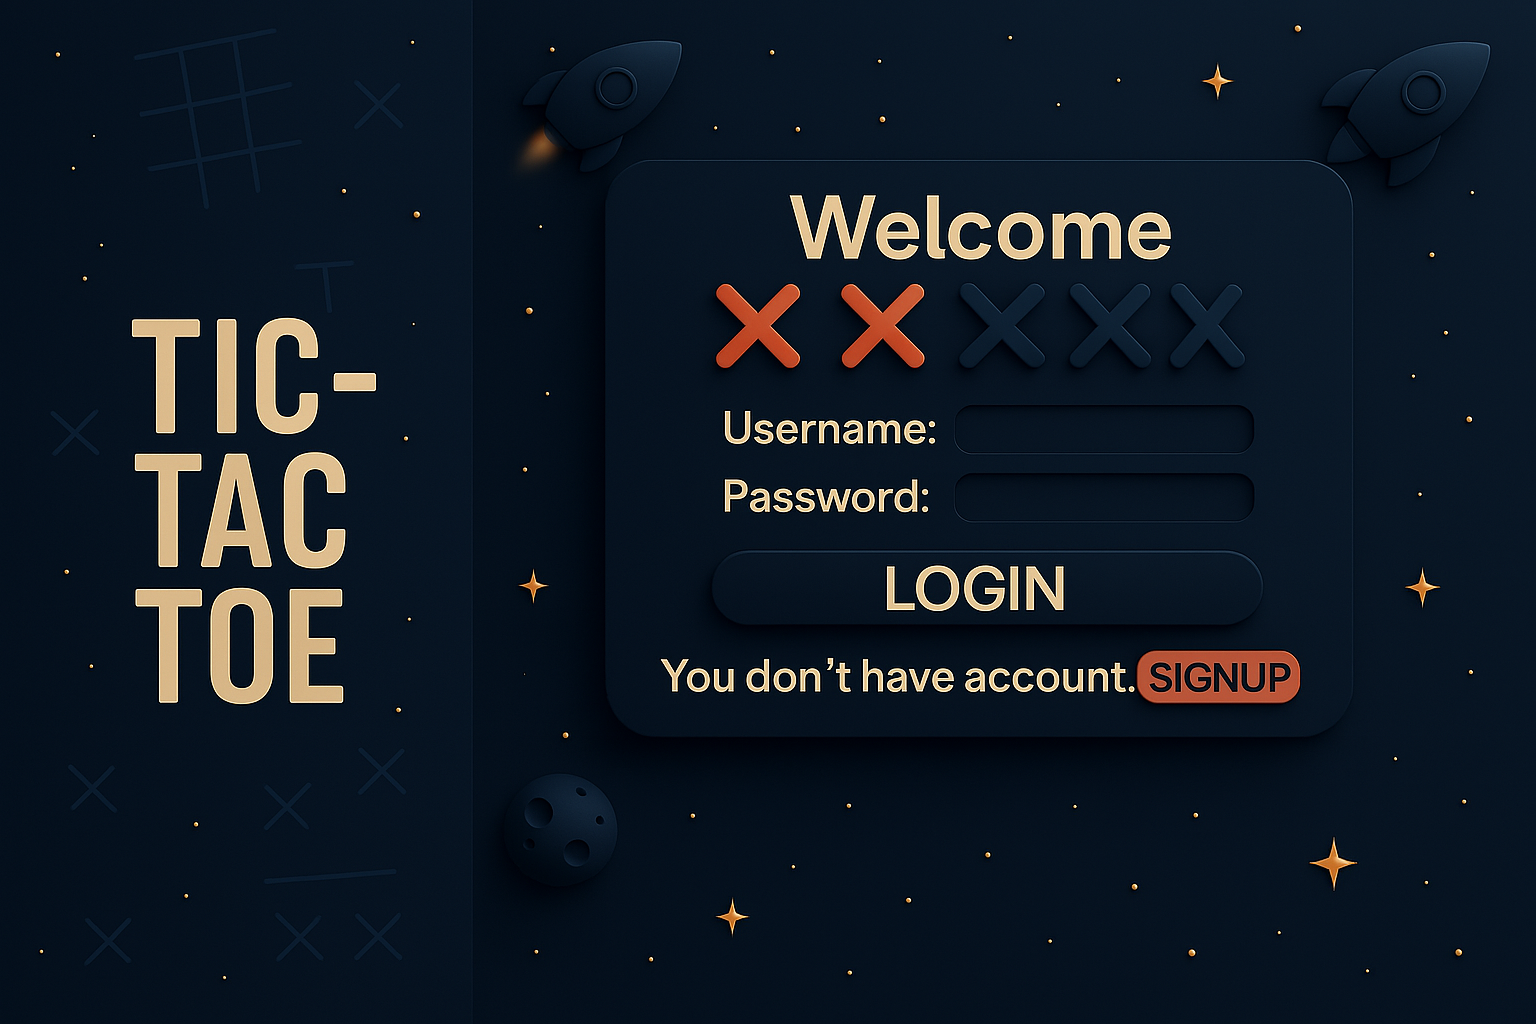 TIC-
TAC
TOE
Welcome
Username:
Password:
LOGIN
You don’t have account. SIGNUP